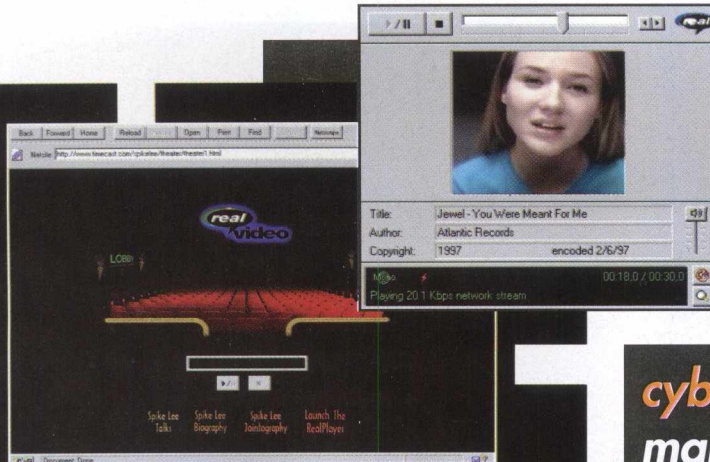 real
Title: Jewel - You Were Meant For Me
Author: Atlantic Records
Copyright: 1997 encoded 2/6/97
00:18,0 / 00:30,0
Playing 20.1 Kbps network stream
Back Forward Home Reload Open Print Find
Netsite: http://www.timecast.com/spikelee/theater/theater1.html
real
video
LOBBY
Spike Lee Talks
Spike Lee Biography
Spike Lee Jointography
Launch The RealPlayer
Document: Done
cyb
ma